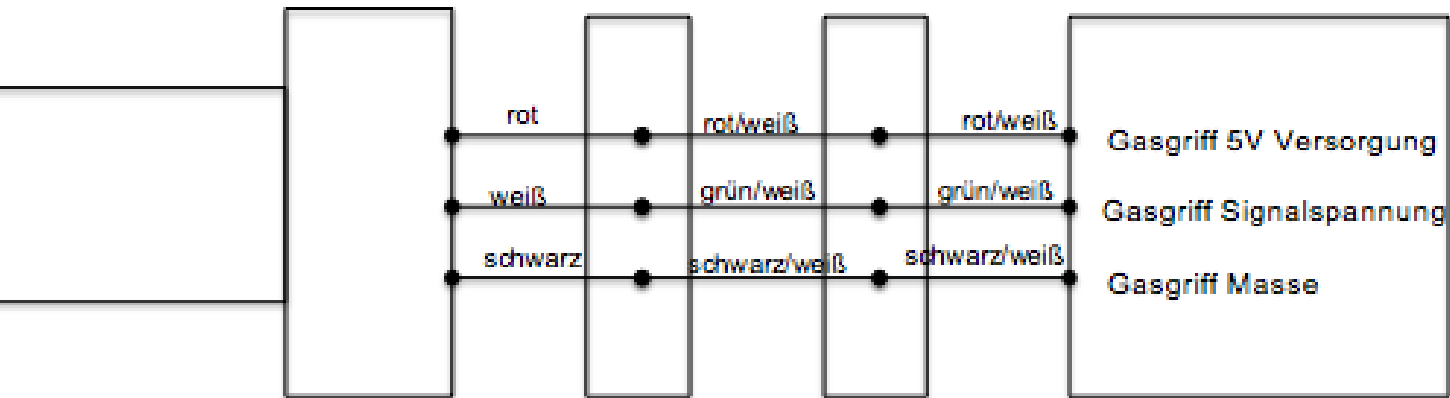 rot rot/weiß rot/weiß Gasgriff 5V Versorgung
weiß grün/weiß grün/weiß Gasgriff Signalspannung
schwarz schwarz/weiß schwarz/weiß Gasgriff Masse